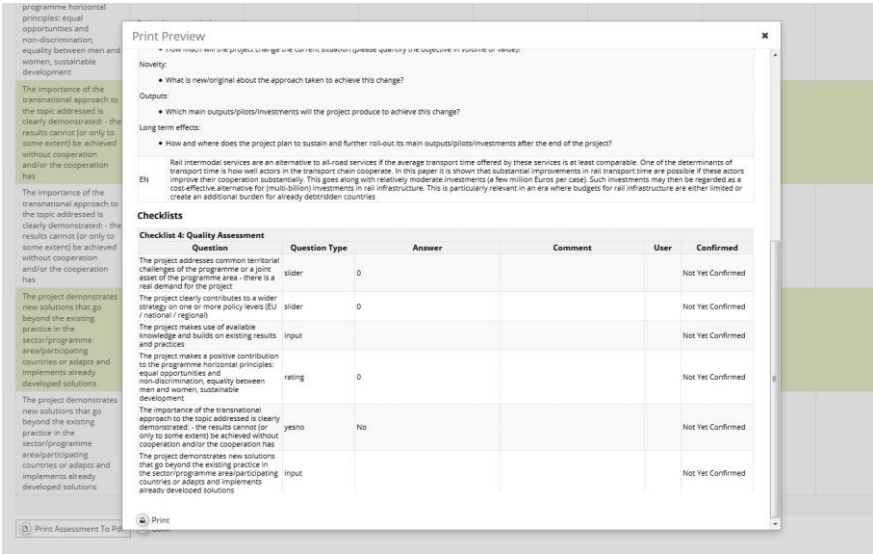 programme horizontal
principles: equal
opportunities and
non-discrimination,
equality between men and
women, sustainable
development
The importance of the
transnational approach to
the topic addressed is
clearly demonstrated: - the
results cannot (or only to
some extent) be achieved
without cooperation
and/or the cooperation
has
The importance of the
transnational approach to
the topic addressed is
clearly demonstrated: - the
results cannot (or only to
some extent) be achieved
without cooperation
and/or the cooperation
has
The project demonstrates
new solutions that go
beyond the existing
practice in the
sector/programme
area/participating
countries or adapts and
implements already
developed solutions
The project demonstrates
new solutions that go
beyond the existing
practice in the
sector/programme
area/participating
countries or adapts and
implements already
developed solutions
Print Assessment To Pd
Print Preview
• How much will the project change the current situation (please quantify the objective in volume or value)?
Novelty:
• What is new/original about the approach taken to achieve this change?
Outputs:
• Which main outputs/pilots/investments will the project produce to achieve this change?
Long term effects:
• How and where does the project plan to sustain and further roll-out its main outputs/pilots/investments after the end of the project?
EN
Rail intermodal services are an alternative to all-road services if the average transport time offered by these services is at least comparable. One of the determinants of
transport time is how well actors in the transport chain cooperate. In this paper it is shown that substantial improvements in rail transport time are possible if these actors
improve their cooperation substantially. This goes along with relatively moderate investments (a few million Euros per case). Such investments may then be regarded as a
cost-effective alternative for (multi-billion) investments in rail infrastructure. This is particularly relevant in an era where budgets for rail infrastructure are either limited or
create an additional burden for already debtridden countries
Checklists
Checklist 4: Quality Assessment
Question Question Type Answer Comment User Confirmed
The project addresses common territorial
challenges of the programme or a joint
asset of the programme area - there is a
real demand for the project
slider 0 Not Yet Confirmed
The project clearly contributes to a wider
strategy on one or more policy levels (EU
/ national / regional)
slider 0 Not Yet Confirmed
The project makes use of available
knowledge and builds on existing results
and practices
input Not Yet Confirmed
The project makes a positive contribution
to the programme horizontal principles:
equal opportunities and
non-discrimination, equality between
men and women, sustainable
development
rating 0 Not Yet Confirmed
The importance of the transnational
approach to the topic addressed is clearly
demonstrated: - the results cannot (or
only to some extent) be achieved without
cooperation and/or the cooperation has
yesno No Not Yet Confirmed
The project demonstrates new solutions
that go beyond the existing practice in
the sector/programme area/participating
countries or adapts and implements
already developed solutions
input Not Yet Confirmed
Print